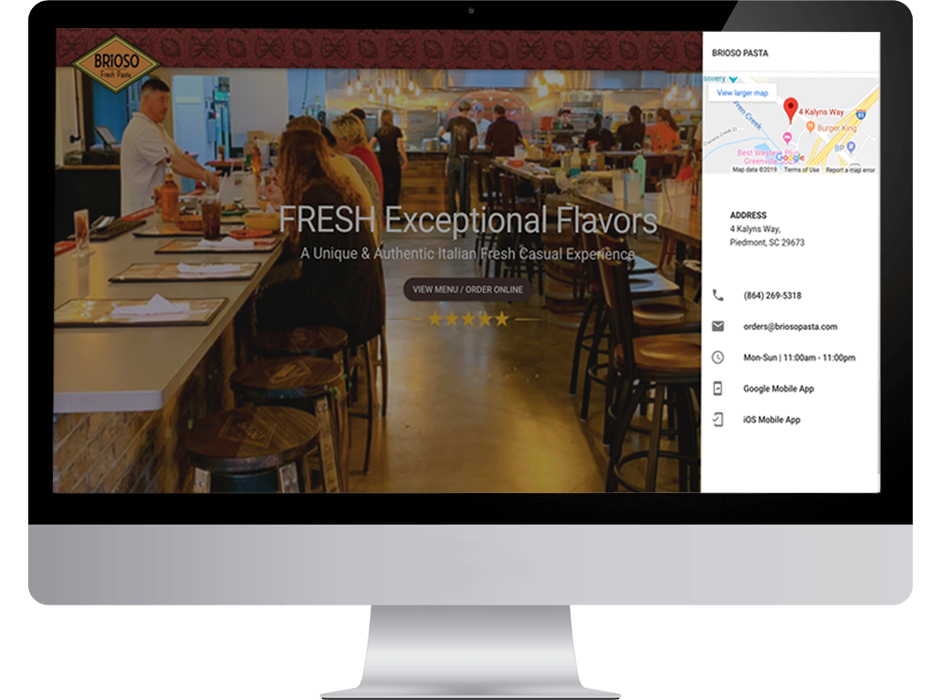 BRIOSO
Fresh Pasta
FRESH Exceptional Flavors
A Unique & Authentic Italian Fresh Casual Experience
VIEW MENU / ORDER ONLINE
BRIOSO PASTA
stillery
View larger map
4 Kalyns Way
Burger King
BP
85
Best Western Plus
Greenville
Google
Map data ©2019 Terms of Use Report a map error
ADDRESS
4 Kalyns Way,
Piedmont, SC 29673
(864) 269-5318
orders@briosopasta.com
Mon-Sun | 11:00am - 11:00pm
Google Mobile App
iOS Mobile App